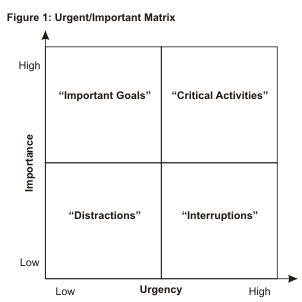 Figure 1: Urgent/Important Matrix
High
“Important Goals”
“Critical Activities”
Importance
“Distractions”
“Interruptions”
Low
Low
Urgency
High